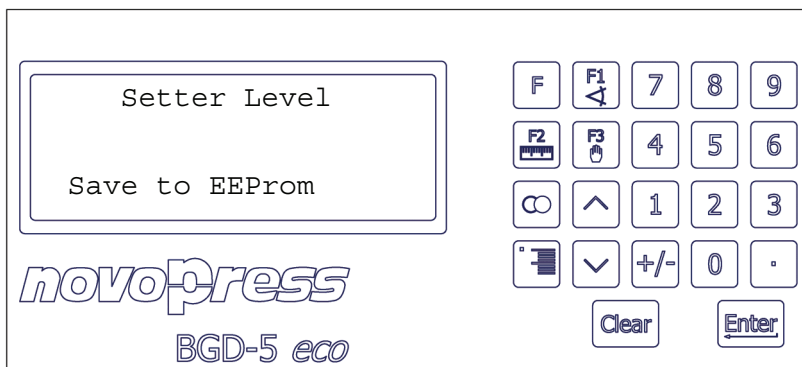 Setter Level
Save to EEProm
novopress
BGD-5 eco
F F1 7 8 9
F2 F3 4 5 6
1 2 3
+/- 0 .
Clear Enter